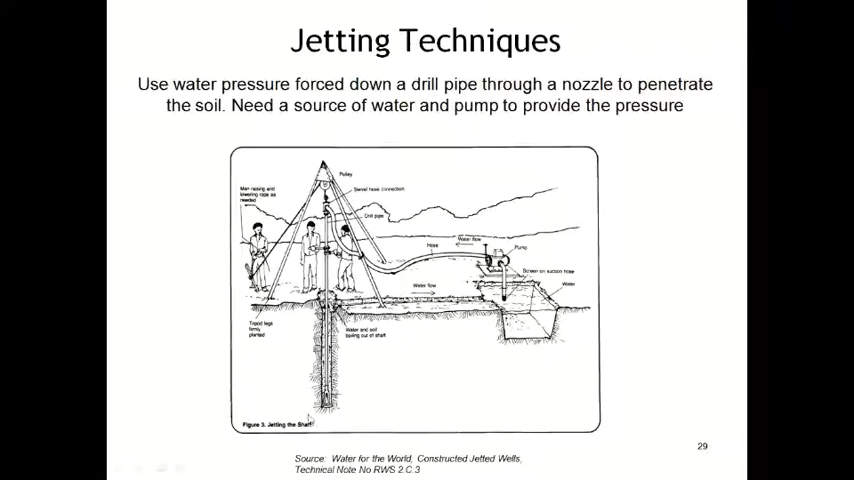 Jetting Techniques
Use water pressure forced down a drill pipe through a nozzle to penetrate
the soil. Need a source of water and pump to provide the pressure
Pulley
Man raising and
lowering rope as
needed
Swivel hose connection
Drill pipe
Hose
Water flow
Pump
Screen on suction hose
Water
Water flow
Tripod legs
firmly
planted
Water and soil
boiling out of shaft
Figure 3. Jetting the Shaft
29
Source: Water for the World, Constructed Jetted Wells,
Technical Note No RWS 2.C.3